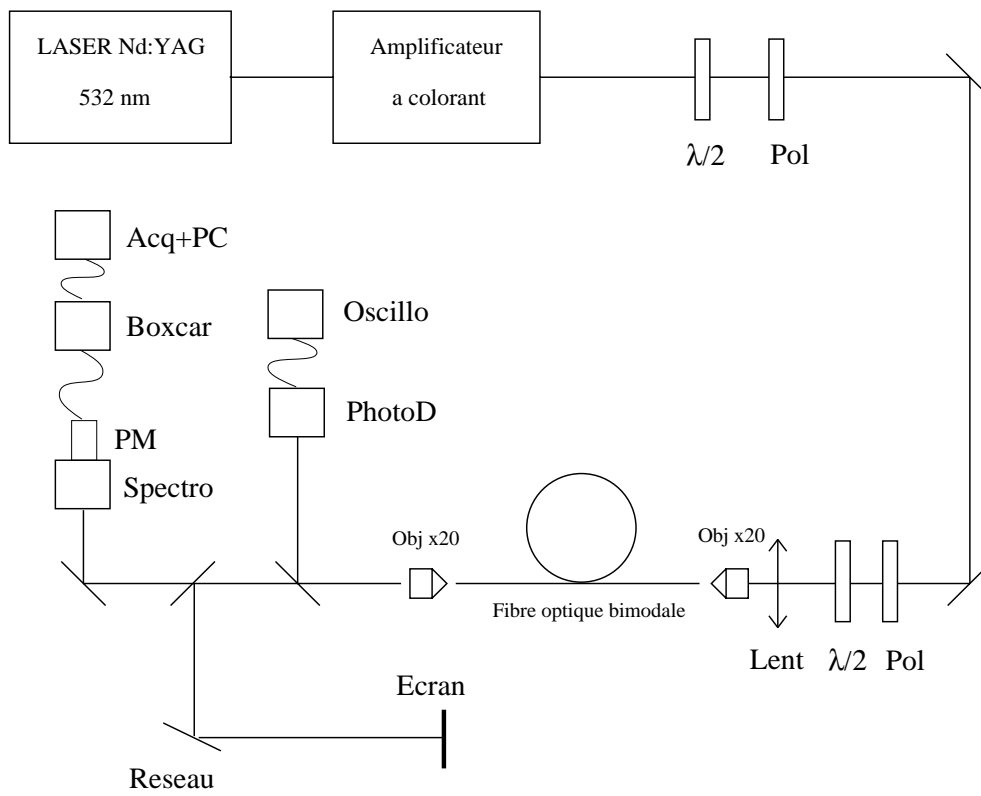 LASER Nd:YAG
532 nm
Amplificateur
a colorant
λ/2
Pol
Acq+PC
Boxcar
Oscillo
PhotoD
PM
Spectro
Obj x20
Obj x20
Fibre optique bimodale
Lent
λ/2
Pol
Ecran
Reseau